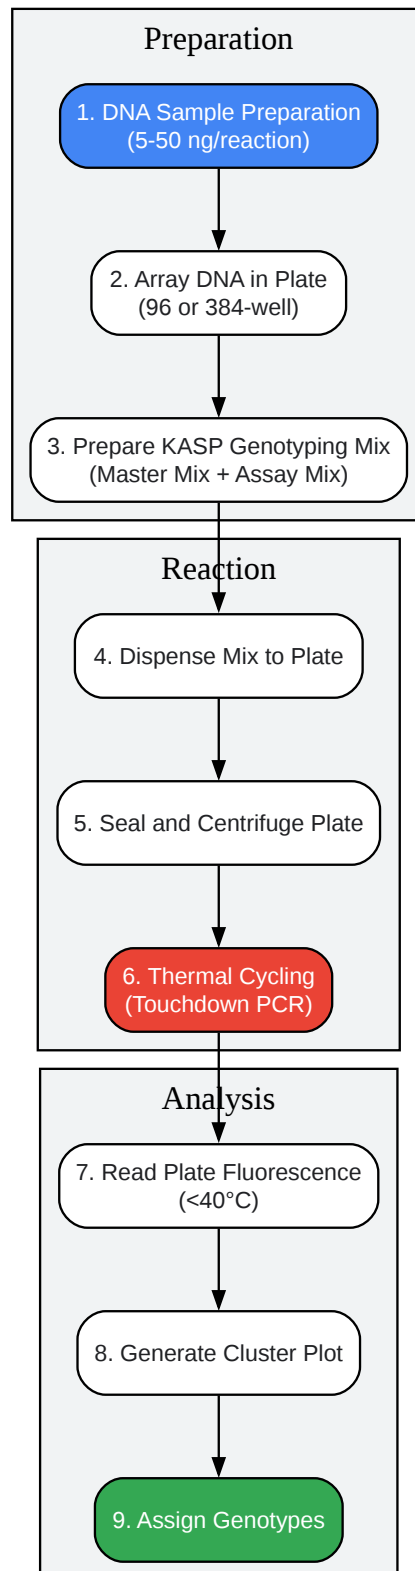 Preparation
1. DNA Sample Preparation
(5-50 ng/reaction)
2. Array DNA in Plate
(96 or 384-well)
3. Prepare KASP Genotyping Mix
(Master Mix + Assay Mix)
Reaction
4. Dispense Mix to Plate
5. Seal and Centrifuge Plate
6. Thermal Cycling
(Touchdown PCR)
Analysis
7. Read Plate Fluorescence
(<40°C)
8. Generate Cluster Plot
9. Assign Genotypes